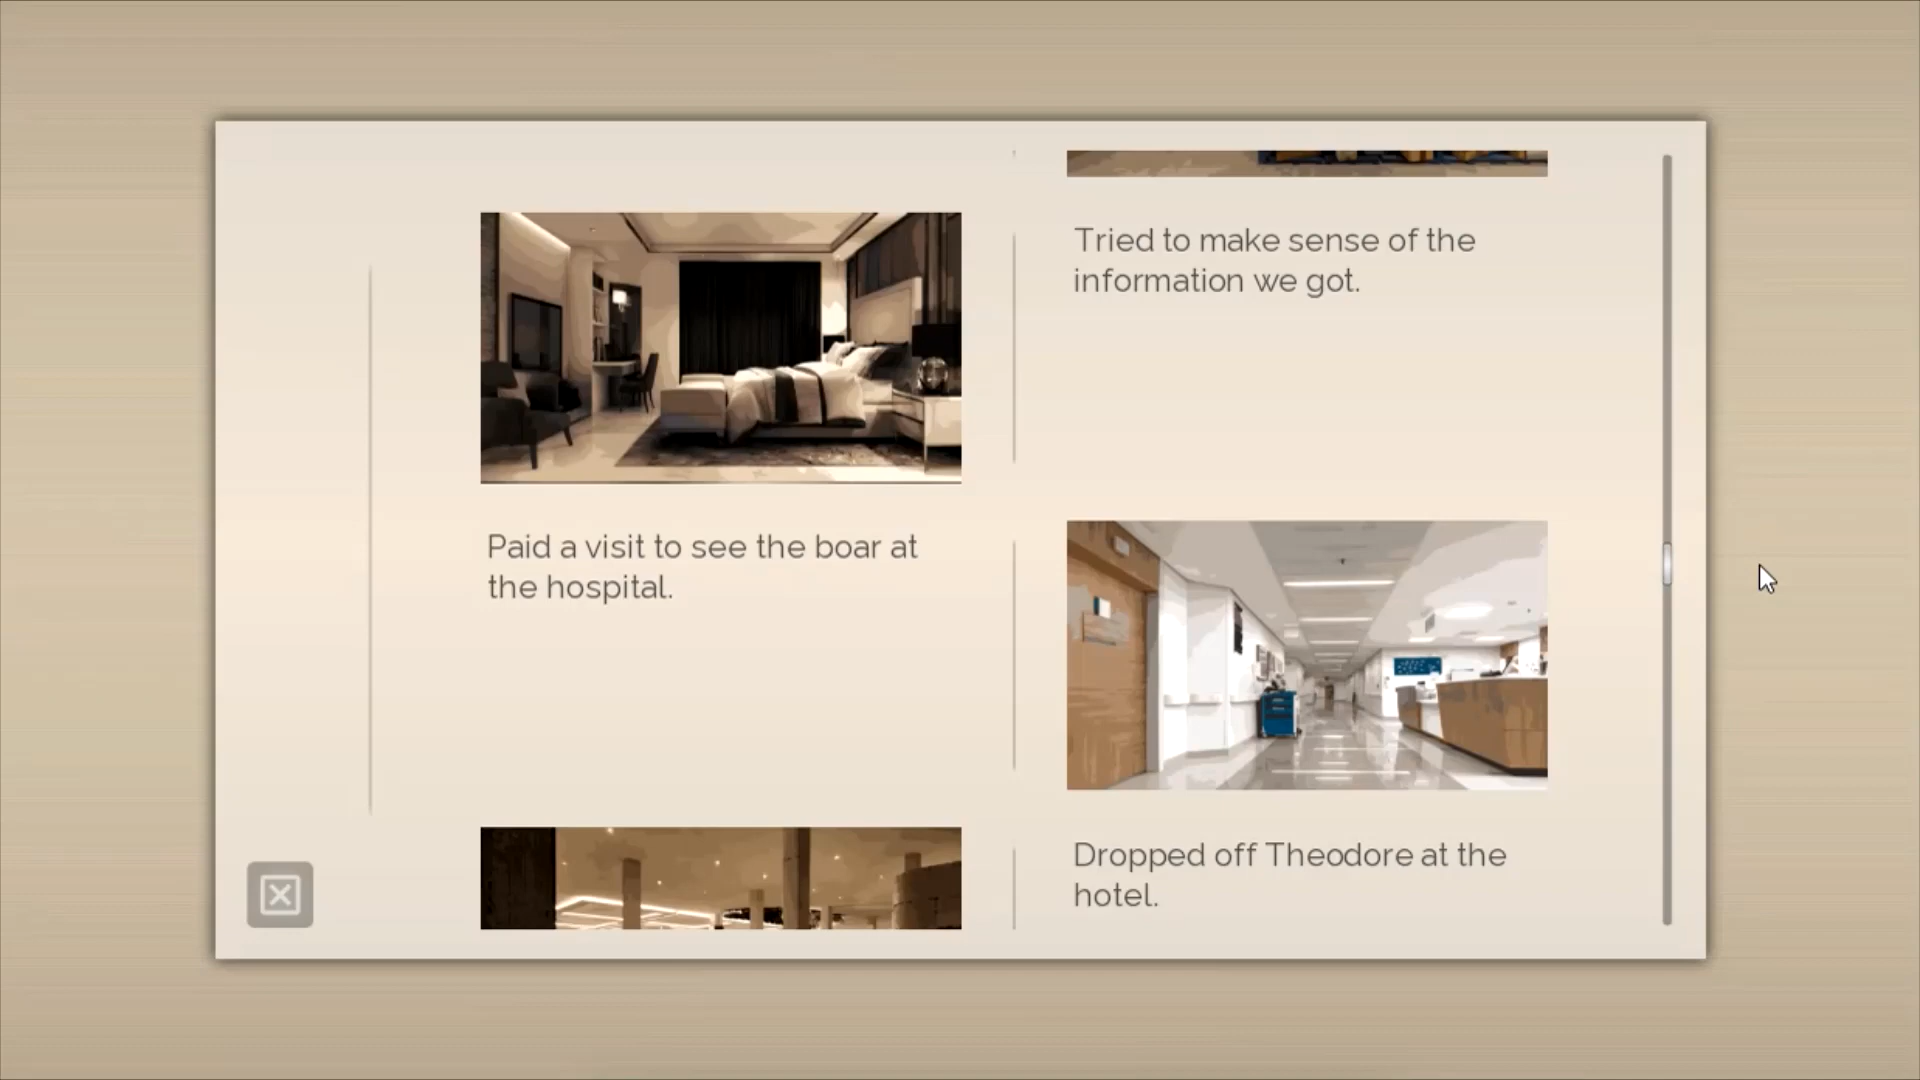 Tried to make sense of the
information we got.
Paid a visit to see the boar at
the hospital.
Dropped off Theodore at the
hotel.